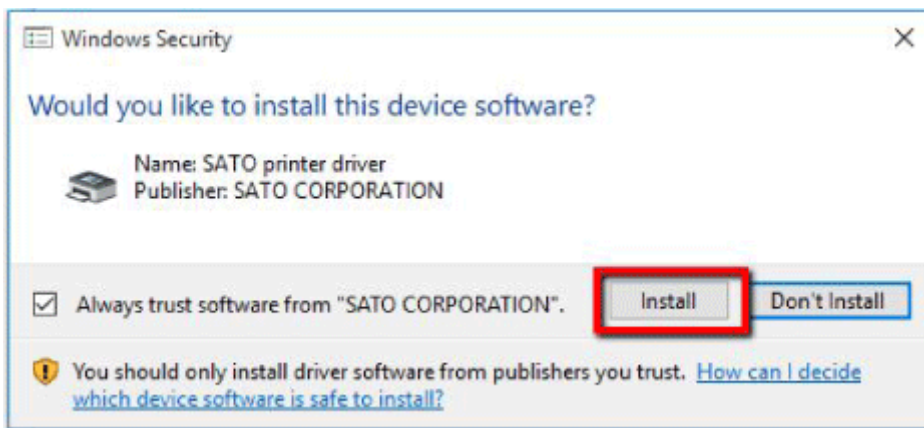 Windows Security
Would you like to install this device software?
Name: SATO printer driver
Publisher: SATO CORPORATION
Always trust software from "SATO CORPORATION".
Install
Don't Install
You should only install driver software from publishers you trust. How can I decide
which device software is safe to install?